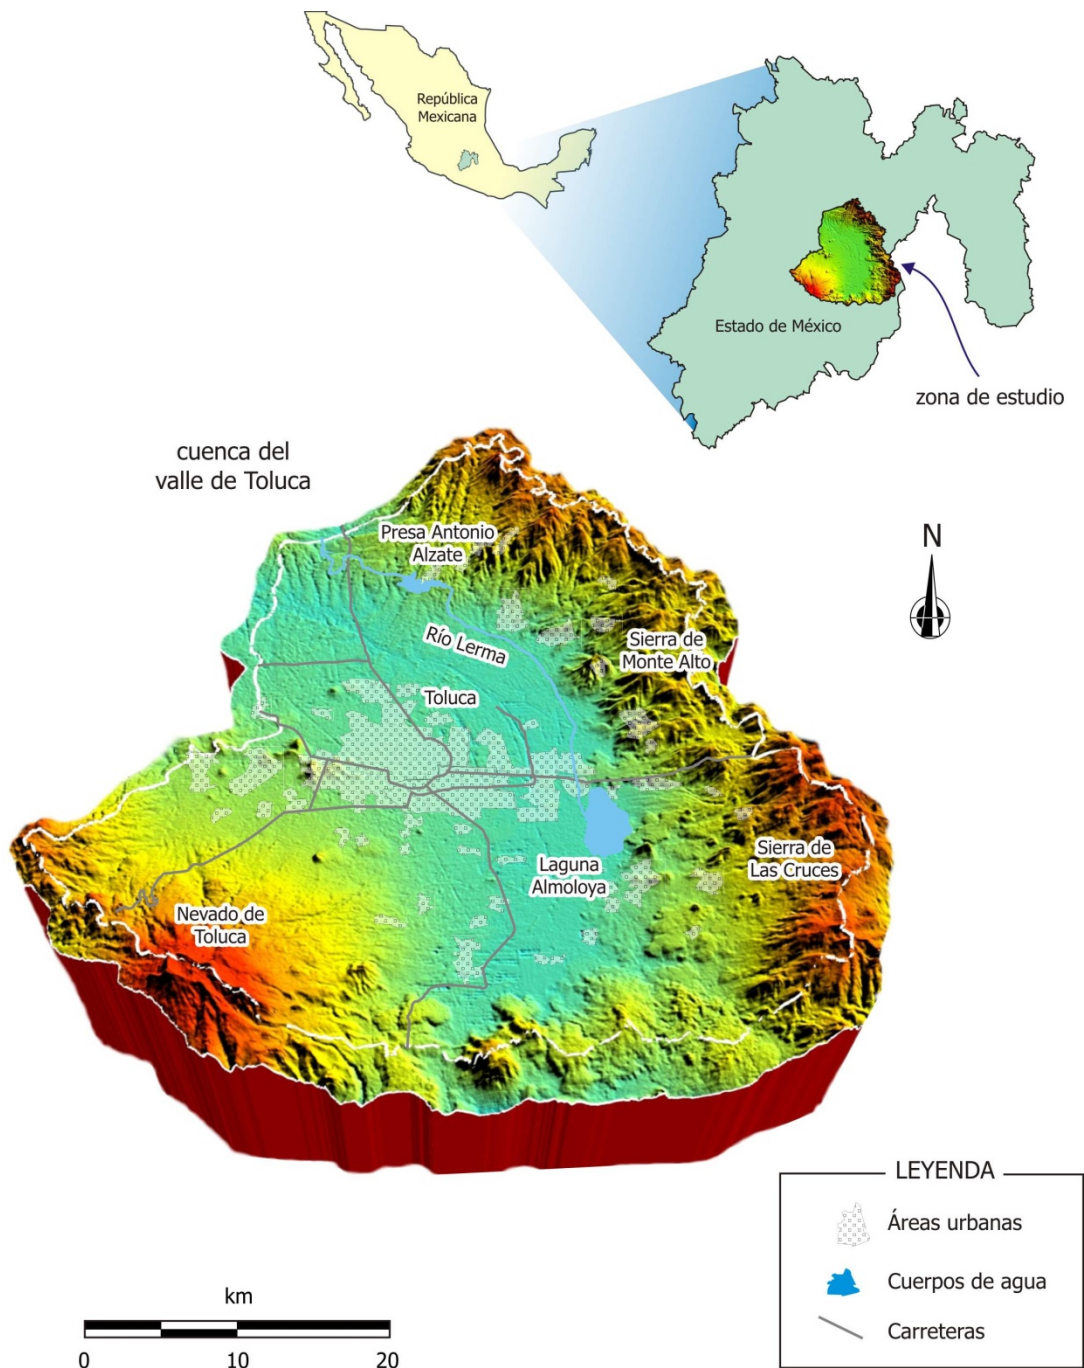 República
Mexicana
Estado de México
zona de estudio
cuenca del
valle de Toluca
N
Presa Antonio
Alzate
Río Lerma
Sierra de
Monte Alto
Toluca
Laguna
Almoloya
Sierra de
Las Cruces
Nevado de
Toluca
LEYENDA
Áreas urbanas
Cuerpos de agua
Carreteras
km
0 10 20